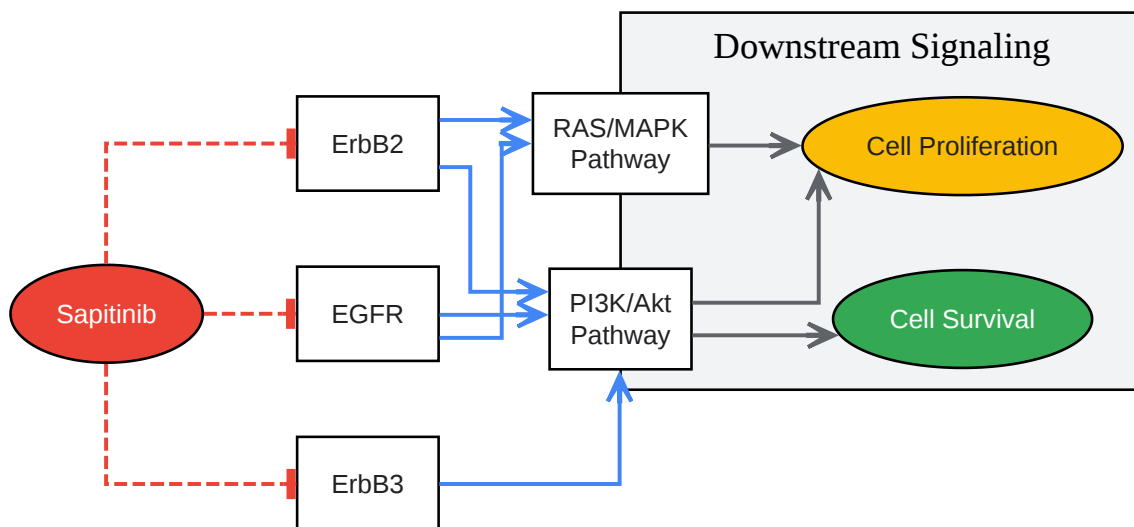 Downstream Signaling
ErbB2
RAS/MAPK
Pathway
Cell Proliferation
Sapitinib
EGFR
PI3K/Akt
Pathway
Cell Survival
ErbB3